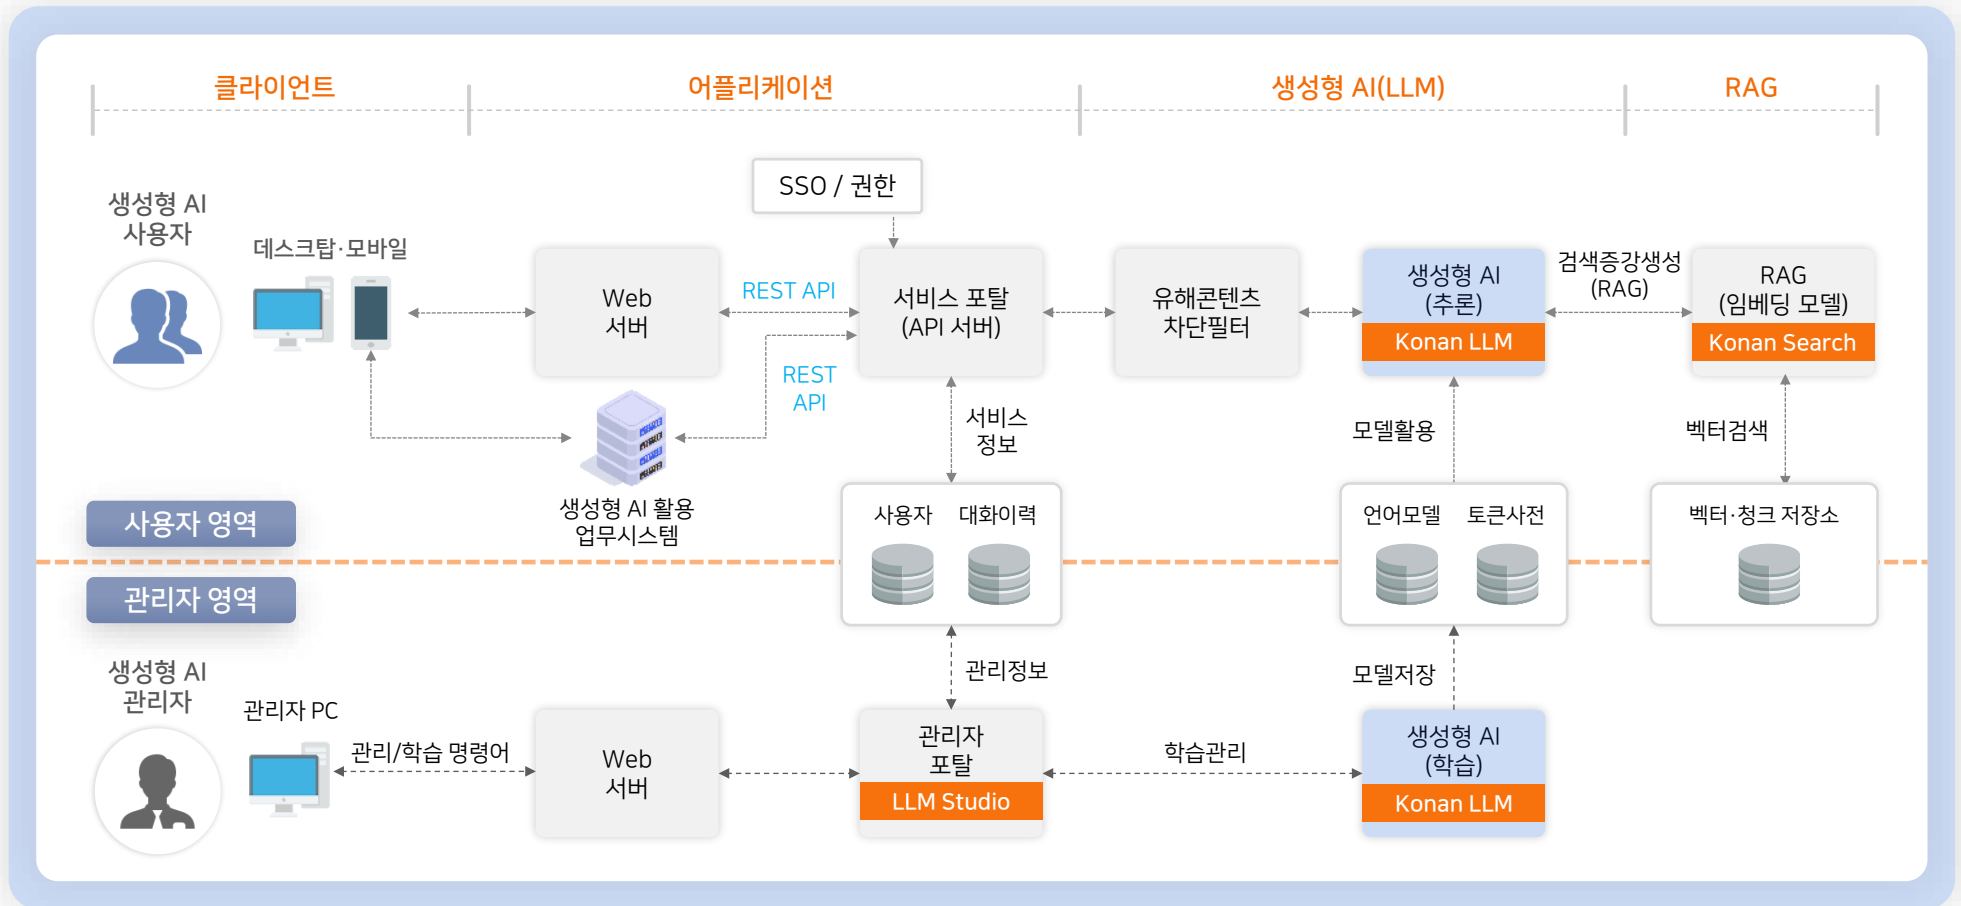 클라이언트
어플리케이션
생성형 AI(LLM)
RAG
SSO / 권한
생성형 AI
사용자
데스크탑·모바일
Web
서버
REST API
서비스 포탈
(API 서버)
유해콘텐츠
차단필터
생성형 AI
(추론)
Konan LLM
검색증강생성
(RAG)
RAG
(임베딩 모델)
Konan Search
REST
API
서비스
정보
모델활용
벡터검색
생성형 AI 활용
업무시스템
사용자
대화이력
언어모델
토큰사전
벡터·청크 저장소
사용자 영역
관리자 영역
생성형 AI
관리자
관리자 PC
관리/학습 명령어
Web
서버
관리정보
관리자
포탈
LLM Studio
학습관리
모델저장
생성형 AI
(학습)
Konan LLM